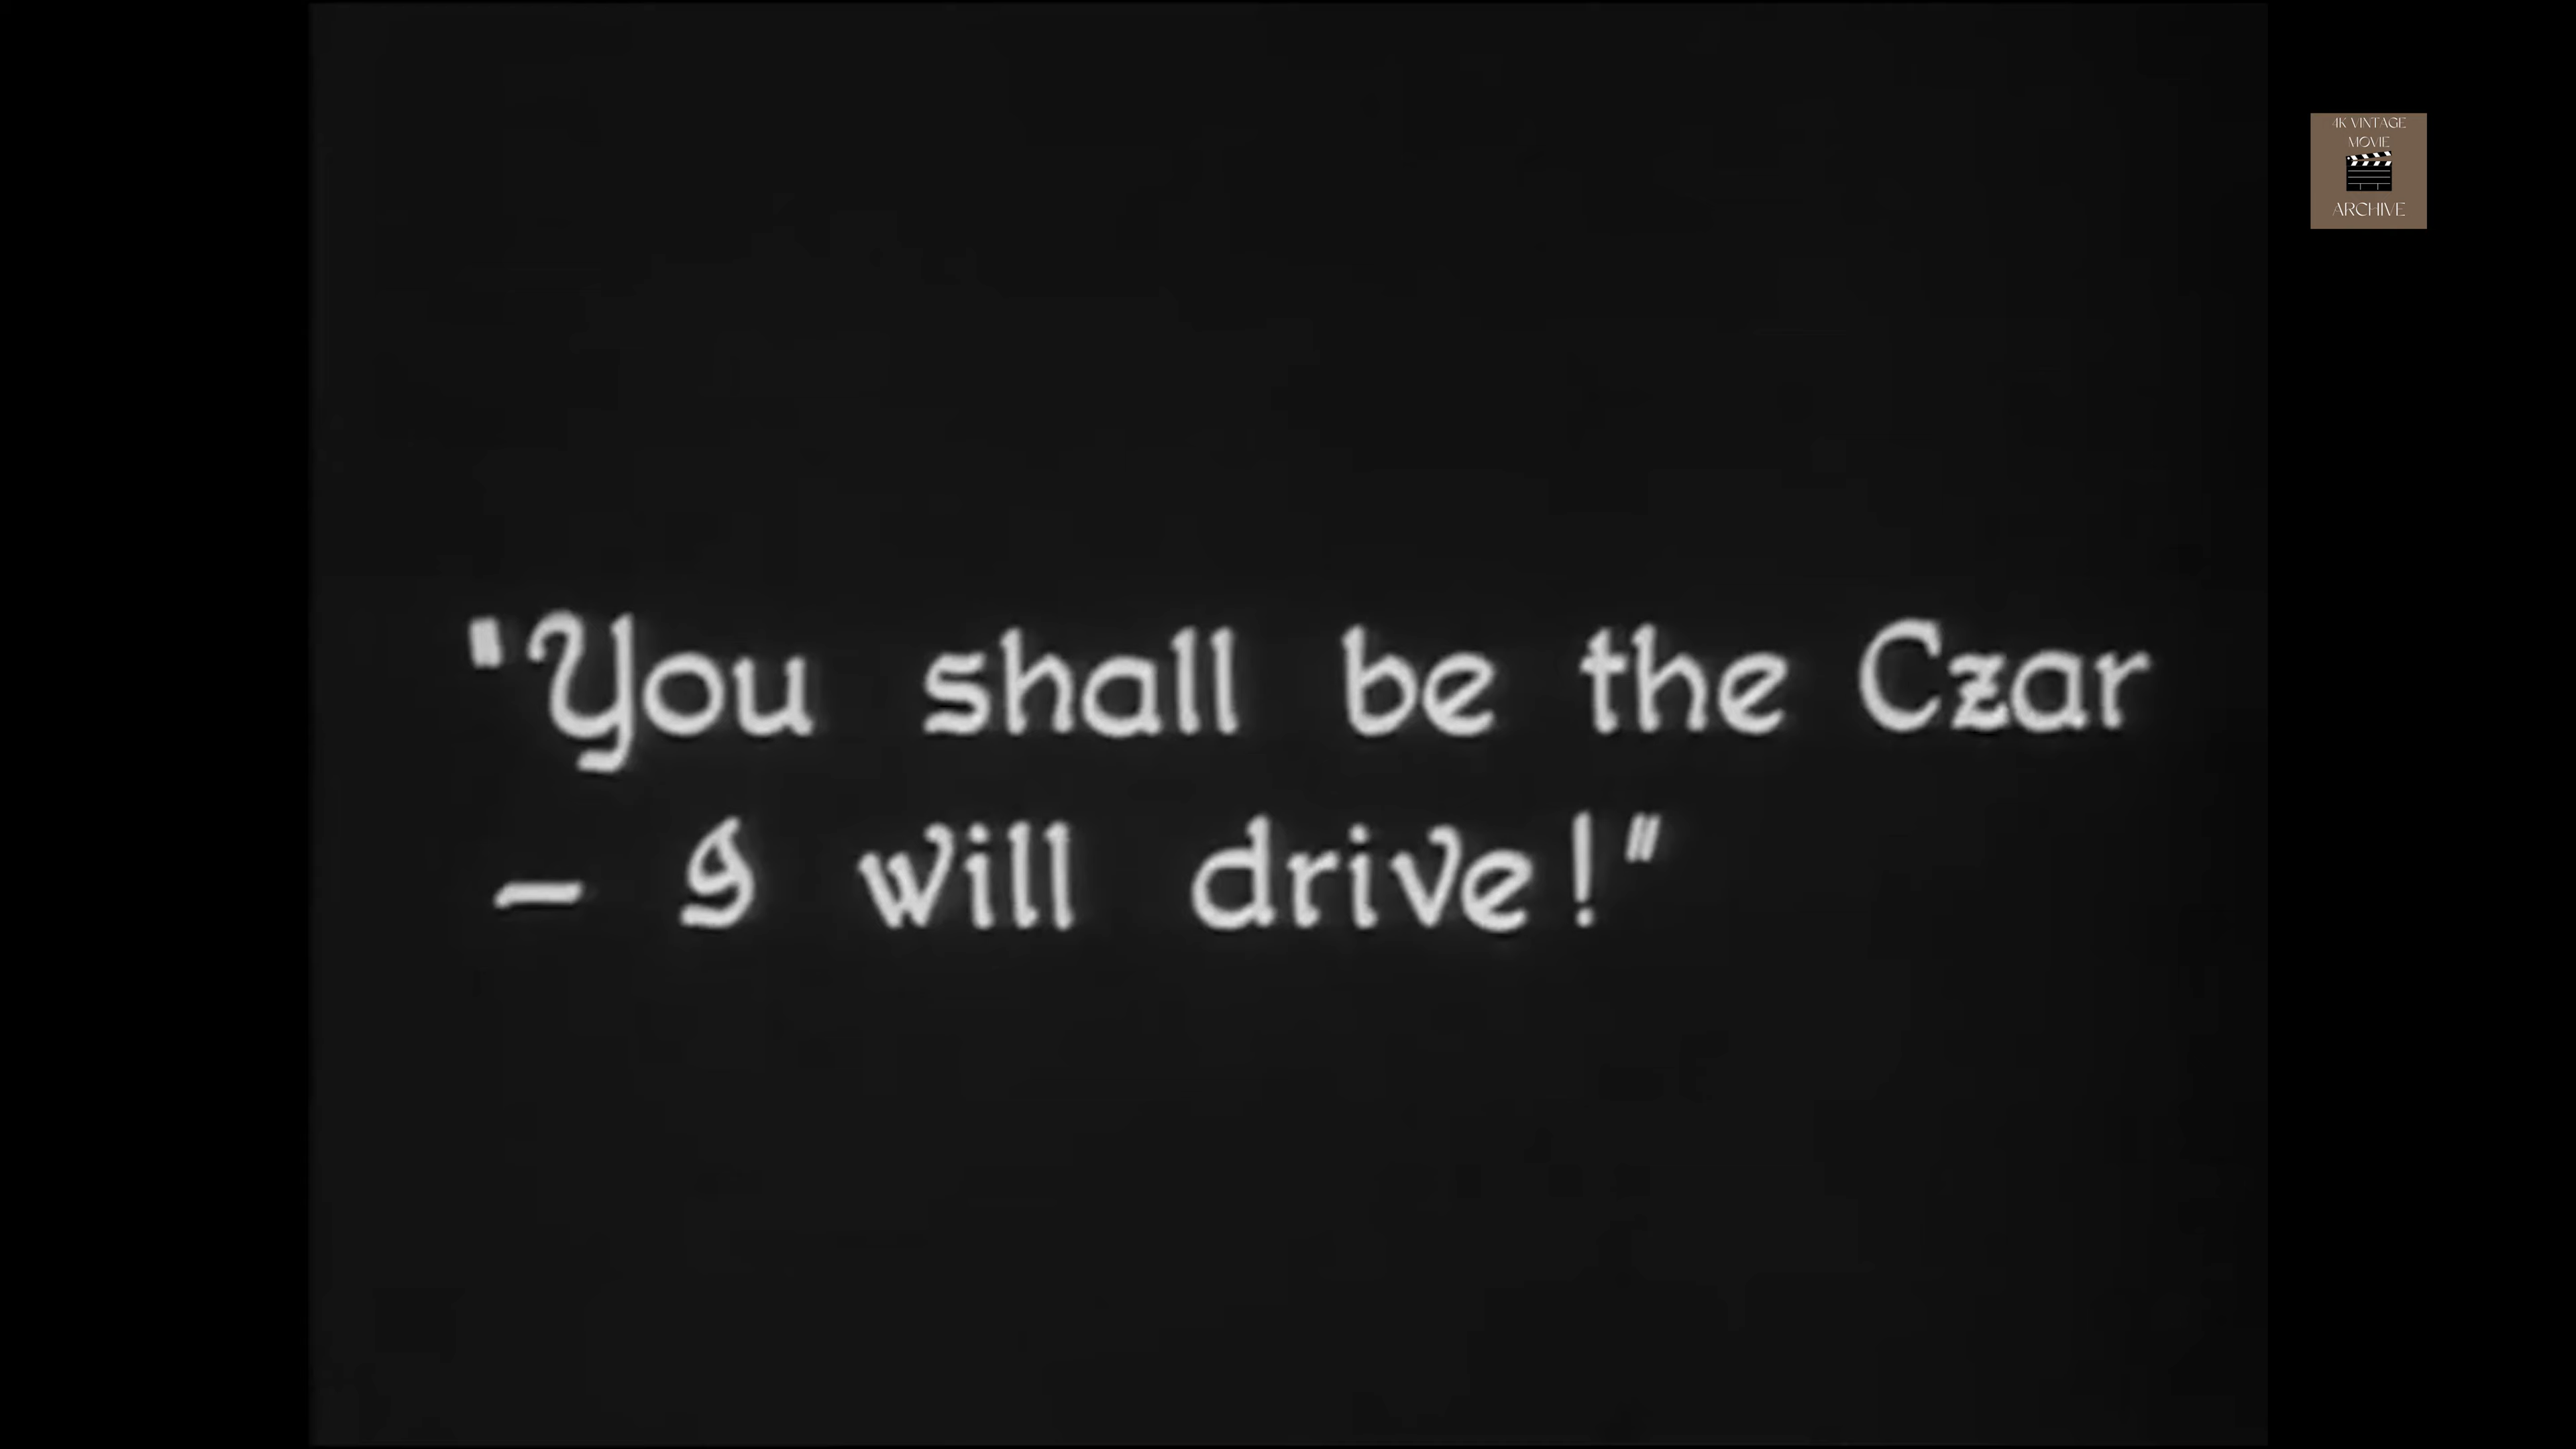 "You shall be the Czar
— I will drive!"
4K VINTAGE
MOVIE
ARCHIVE